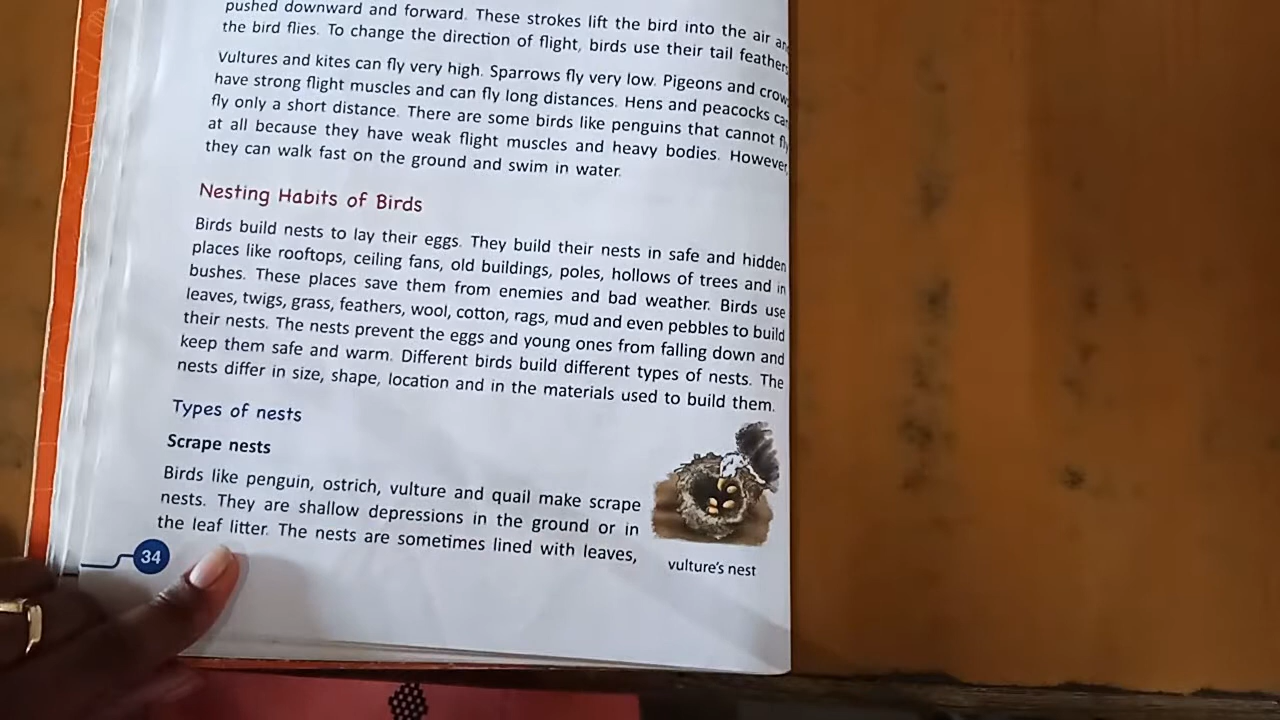 pushed downward and forward. These strokes lift the bird into the air
the bird flies. To change the direction of flight, birds use their tail feathers
Vultures and kites can fly very high. Sparrows fly very low. Pigeons and crows
have strong flight muscles and can fly long distances. Hens and peacocks can
fly only a short distance. There are some birds like penguins that cannot fly
at all because they have weak flight muscles and heavy bodies. However,
they can walk fast on the ground and swim in water.
Nesting Habits of Birds
Birds build nests to lay their eggs. They build their nests in safe and hidden
places like rooftops, ceiling fans, old buildings, poles, hollows of trees and in
bushes. These places save them from enemies and bad weather. Birds use
leaves, twigs, grass, feathers, wool, cotton, rags, mud and even pebbles to build
their nests. The nests prevent the eggs and young ones from falling down and
keep them safe and warm. Different birds build different types of nests. The
nests differ in size, shape, location and in the materials used to build them.
Types of nests
Scrape nests
Birds like penguin, ostrich, vulture and quail make scrape
nests. They are shallow depressions in the ground or in
the leaf litter. The nests are sometimes lined with leaves,
vulture's nest
34